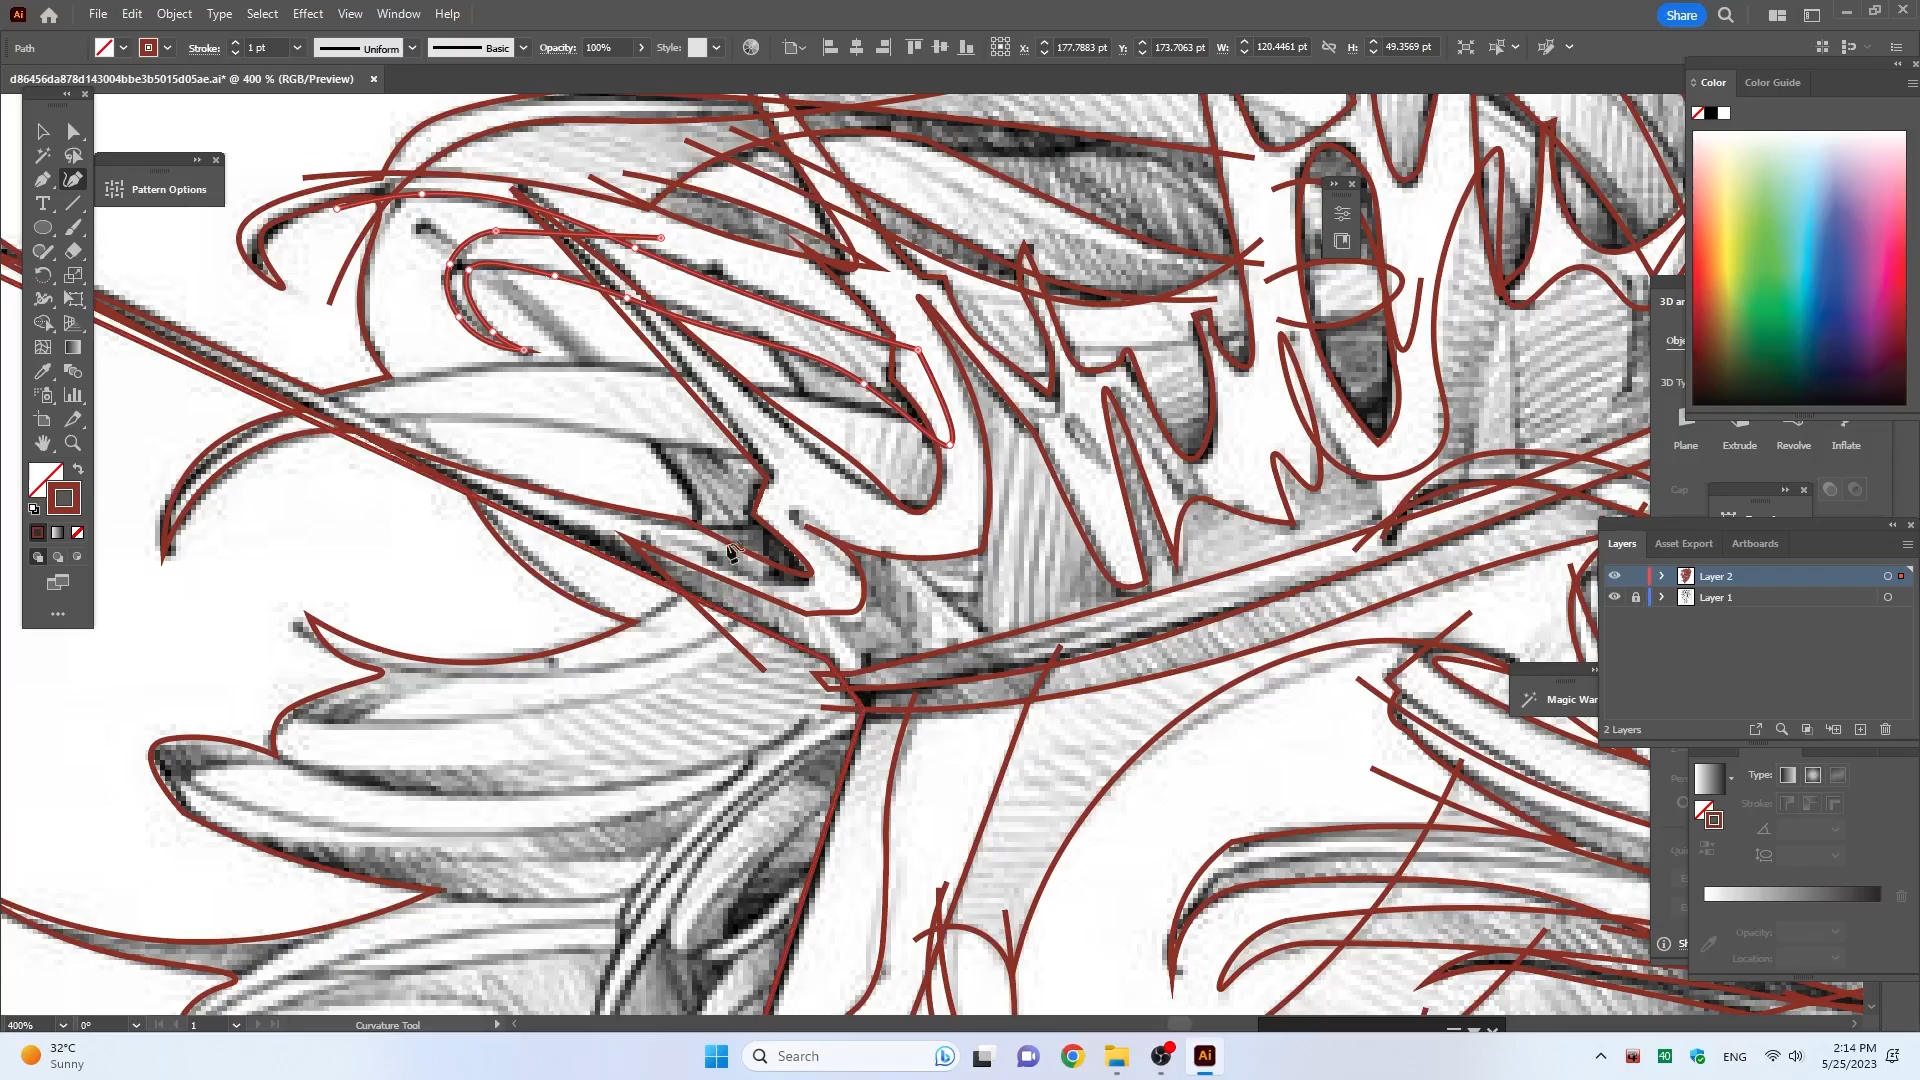 Ai
File Edit Object Type Select Effect View Window Help
Share
Path
Stroke: 1 pt
Uniform
Basic
Opacity: 100%
Style:
X: 177.7883 pt
Y: 173.7063 pt
W: 120.4461 pt
H: 49.3569 pt
d86456da878d143004bbe3b5015d05ae.ai* @ 400 % (RGB/Preview)
Color Color Guide
Pattern Options
3D ar
Obje
3D Ty
Plane Extrude Revolve Inflate
Cap
Layers Asset Export Artboards
Layer 2
Layer 1
Magic War
2 Layers
Type:
Stroke:
Opacity:
Location:
400% 0° 1 Curvature Tool
32°C
Sunny
Search
Ai
40
ENG
2:14 PM
5/25/2023